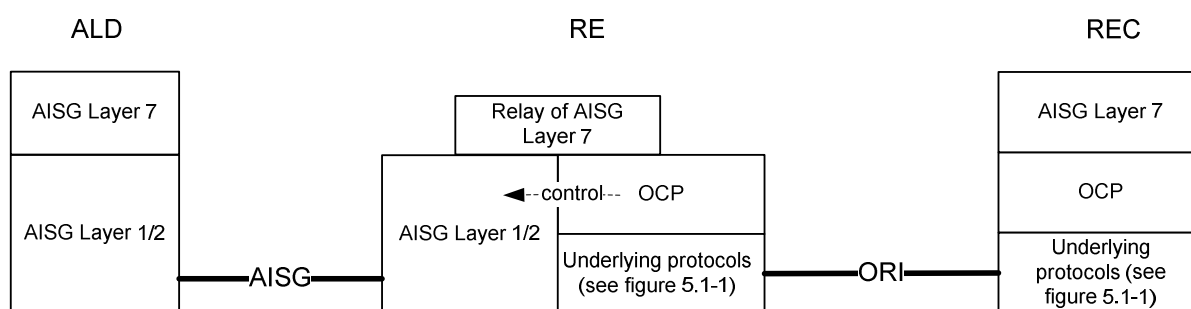 ALD
RE
REC
AISG Layer 7
Relay of AISG
Layer 7
AISG Layer 7
AISG Layer 1/2
control
OCP
AISG Layer 1/2
OCP
Underlying protocols
(see figure 5.1-1)
Underlying
protocols (see
figure 5.1-1)
AISG
ORI